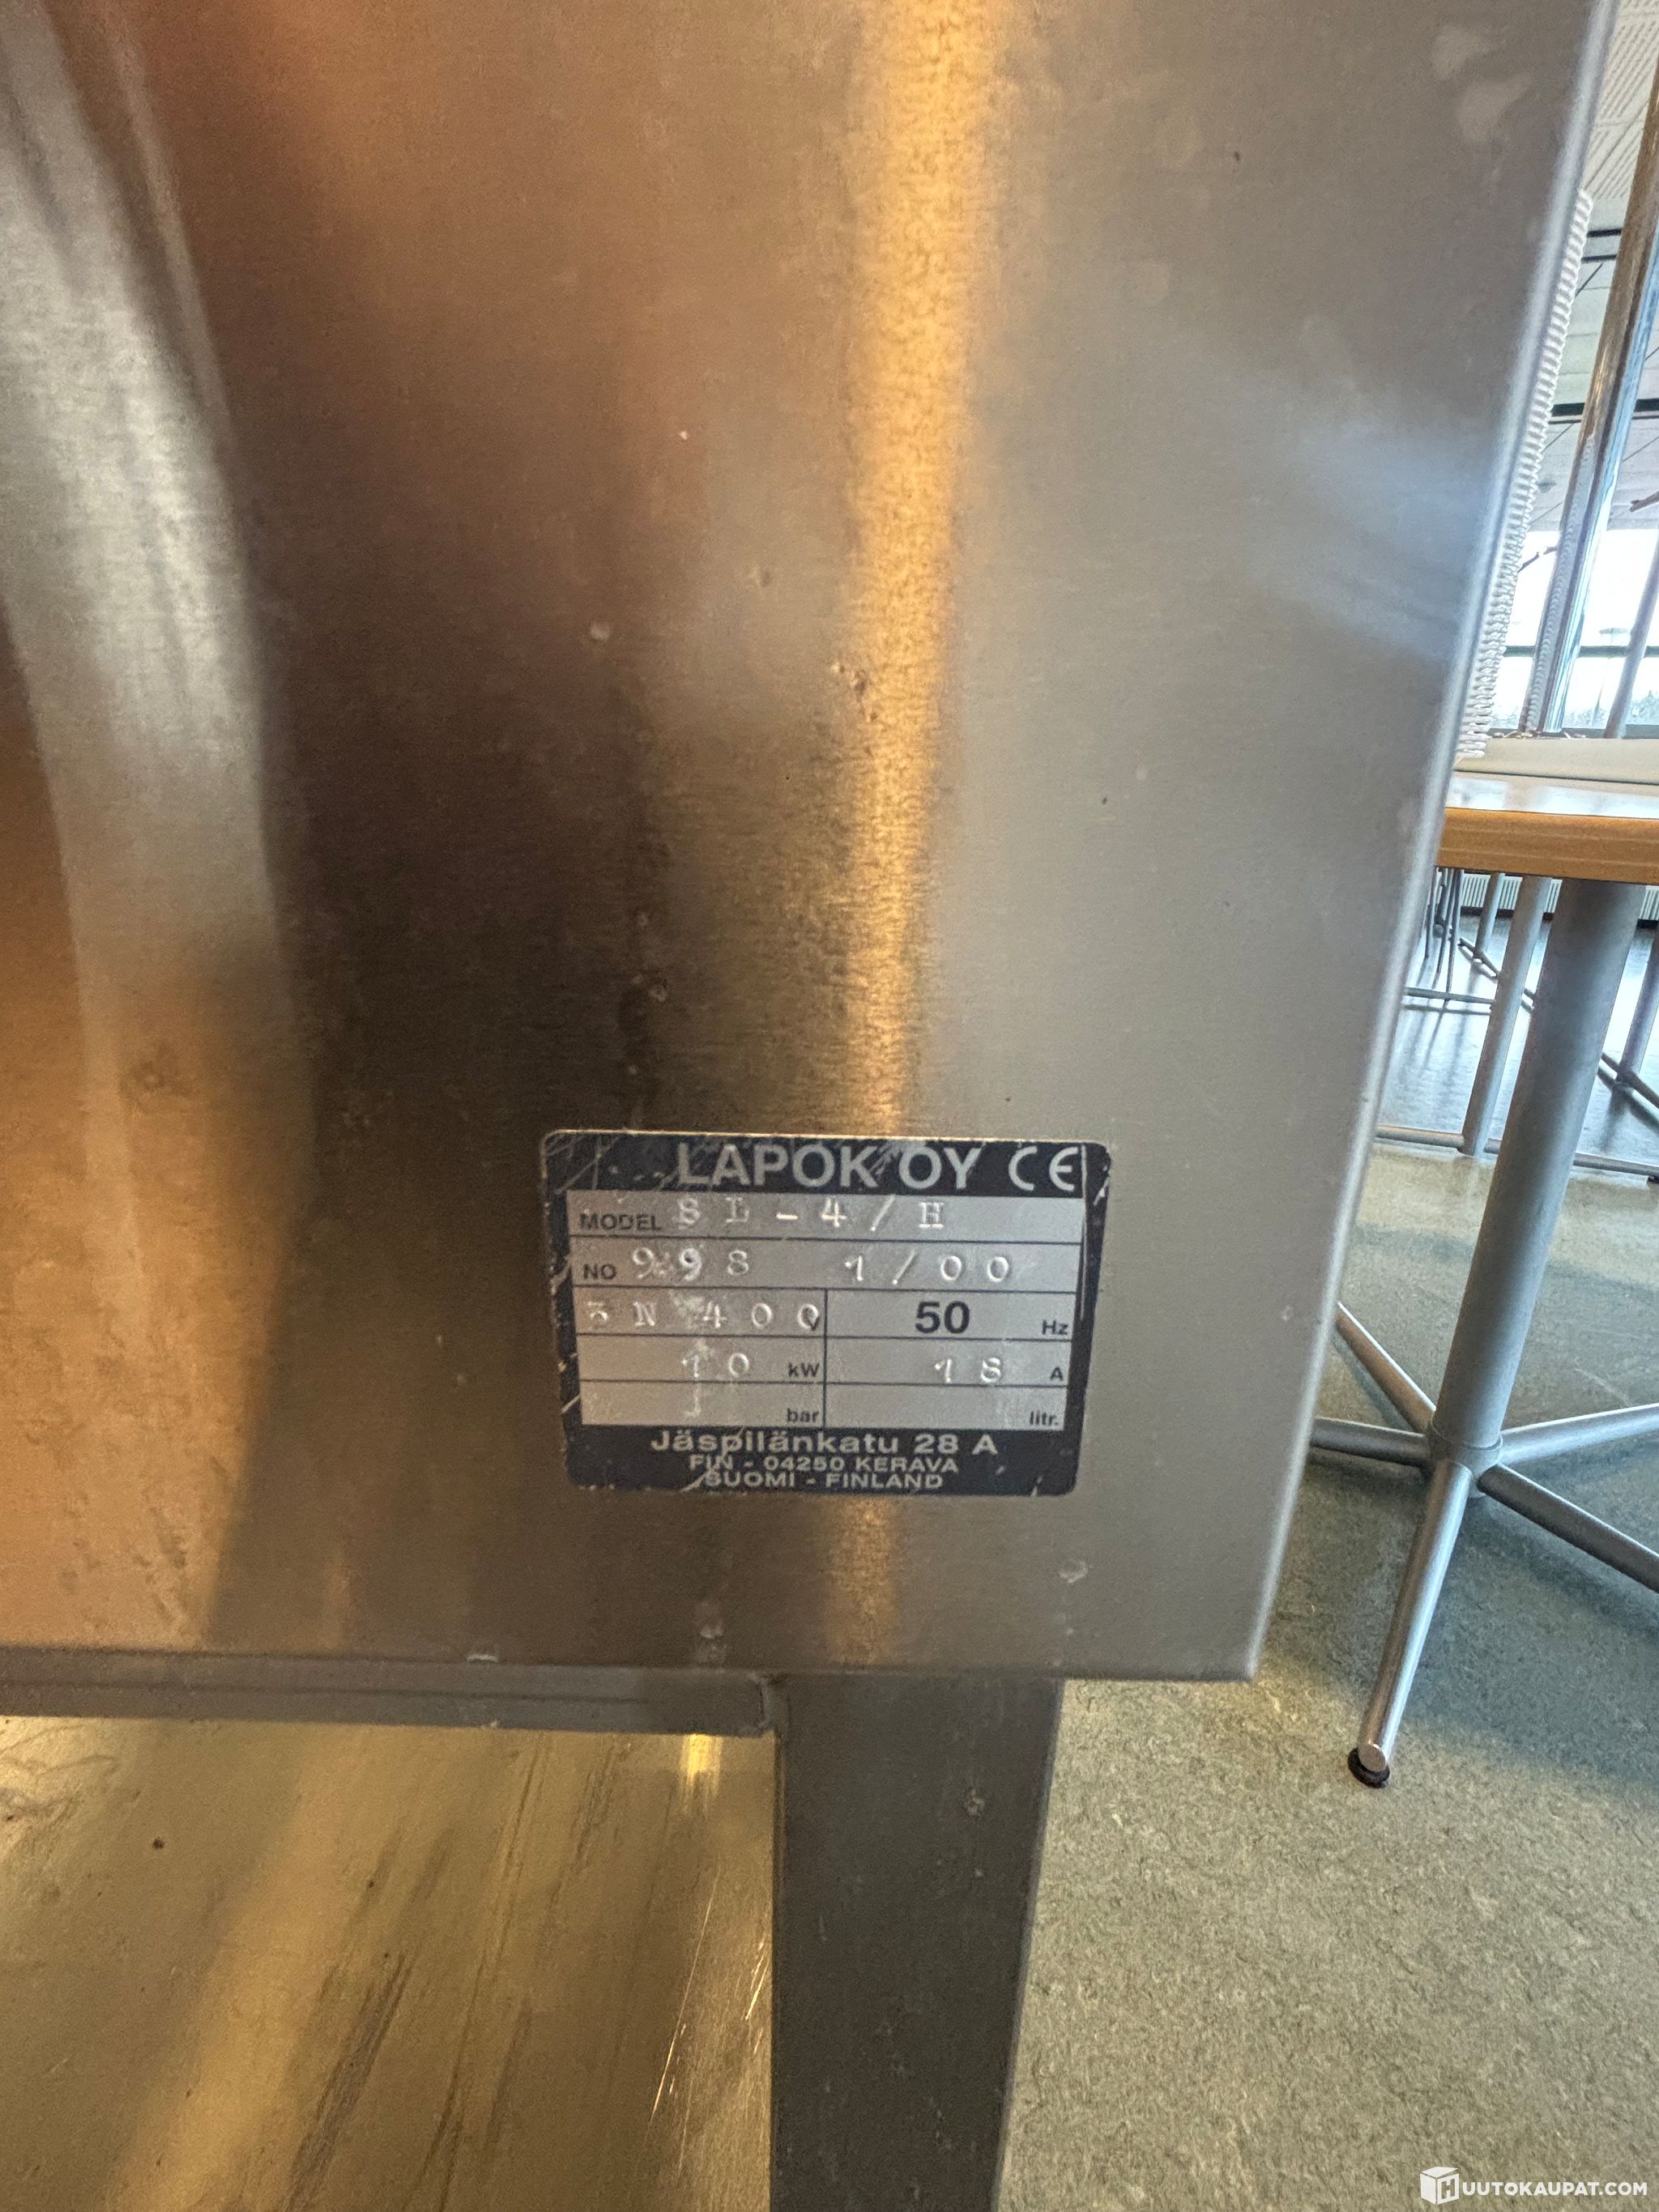 LAPOK OY CE
MODEL SL-4/H
NO 998 1/00
3N 400 V 50 Hz
10 kW 18 A
bar litr.
Jäspilänkatu 28 A
FIN - 04250 KERAVA
SUOMI - FINLAND
HUUTOKAUPAT.COM